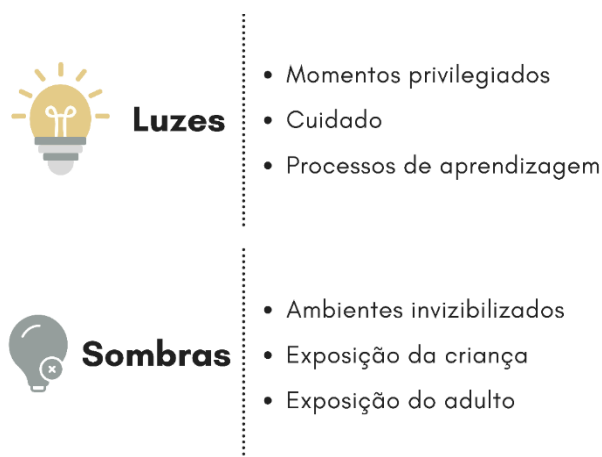 Luzes
• Momentos privilegiados
• Cuidado
• Processos de aprendizagem
Sombras
• Ambientes invizibilizados
• Exposição da criança
• Exposição do adulto